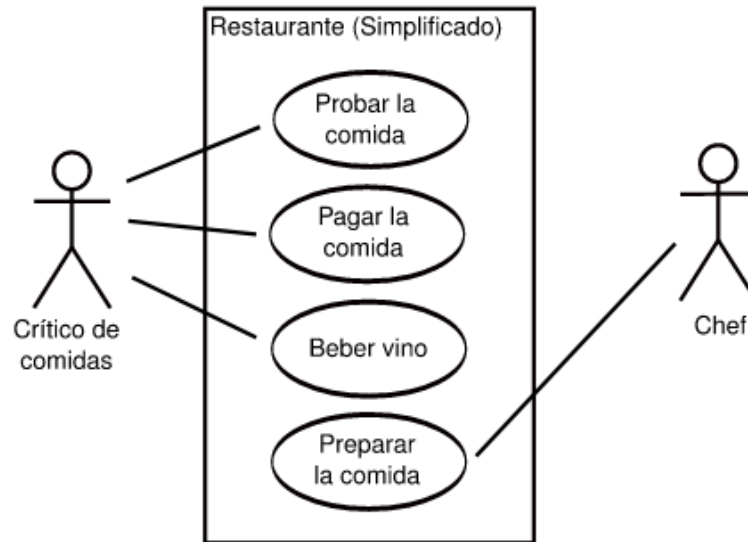 Restaurante (Simplificado)
Probar la
comida
Pagar la
comida
Beber vino
Preparar
la comida
Crítico de
comidas
Chef